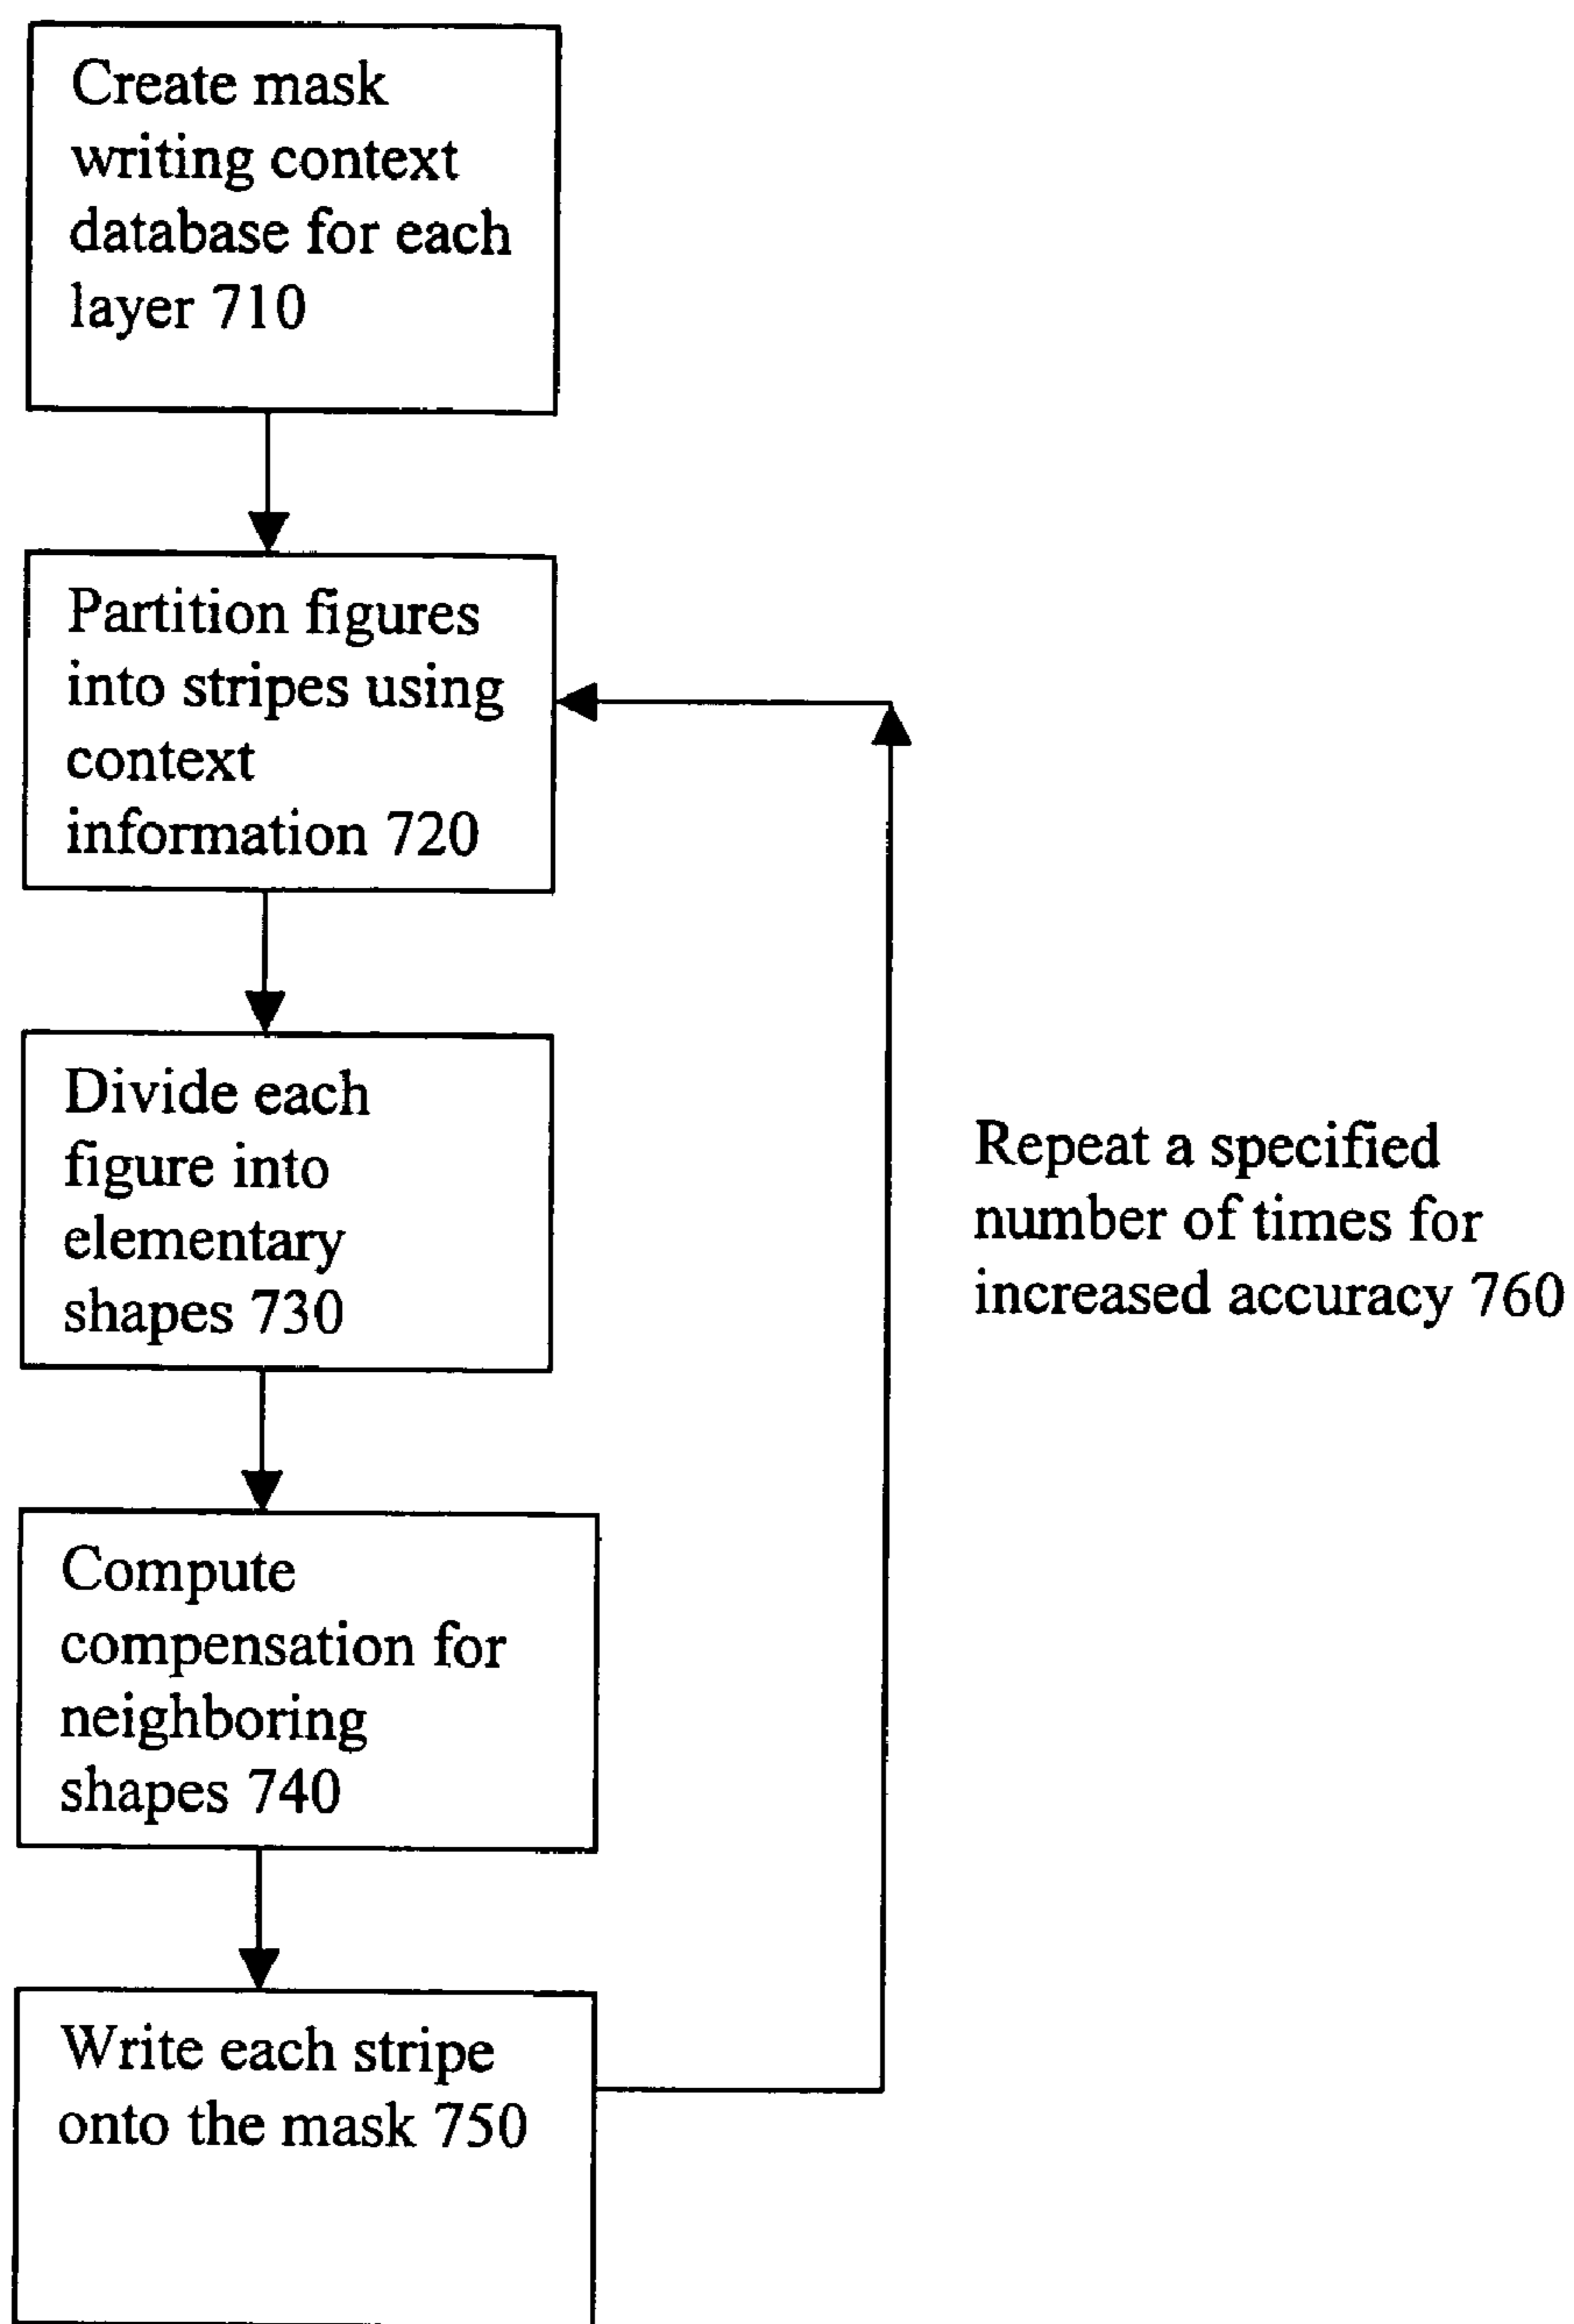 Create mask
writing context
database for each
layer 710
Partition figures
into stripes using
context
information 720
Divide each
figure into
elementary
shapes 730
Repeat a specified
number of times for
increased accuracy 760
Compute
compensation for
neighboring
shapes 740
Write each stripe
onto the mask 750